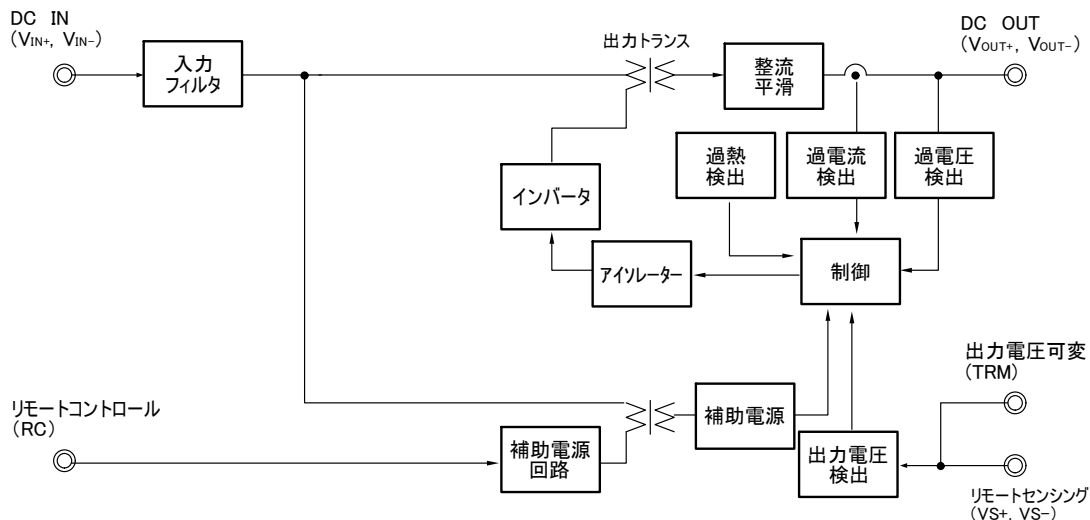 DC IN
(VIN+, VIN-)
入力
フィルタ
出力トランス
整流
平滑
DC OUT
(VOUT+, VOUT-)
過熱
検出
過電流
検出
過電圧
検出
インバータ
アイソレーター
制御
出力電圧可変
(TRM)
リモートコントロール
(RC)
補助電源
回路
補助電源
出力電圧
検出
リモートセンシング
(VS+, VS-)